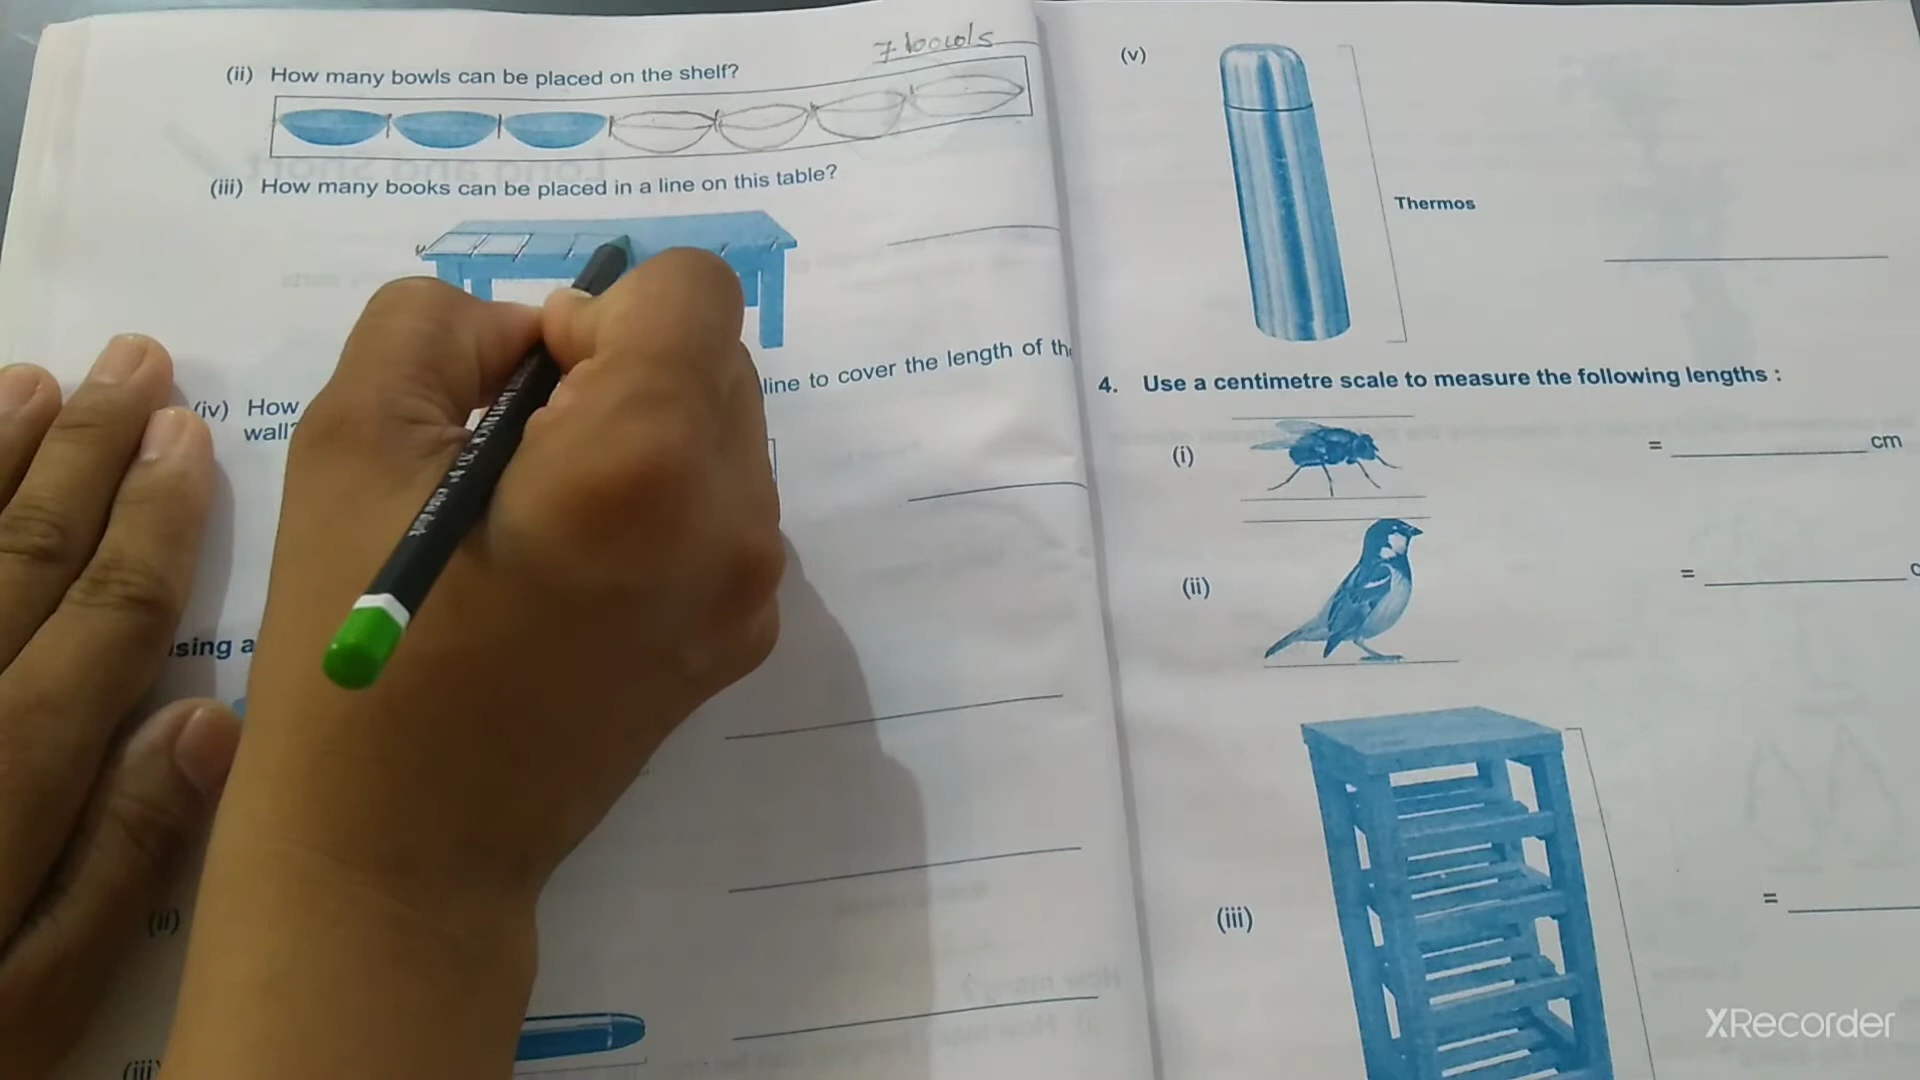 7 bowls
(ii) How many bowls can be placed on the shelf?
(iii) How many books can be placed in a line on this table?
(iv) How
line to cover the length of th
wall?
sing a
(ii)
(iii)
(v)
Thermos
4. Use a centimetre scale to measure the following lengths :
(i) = cm
(ii) = c
(iii) =
XRecorder